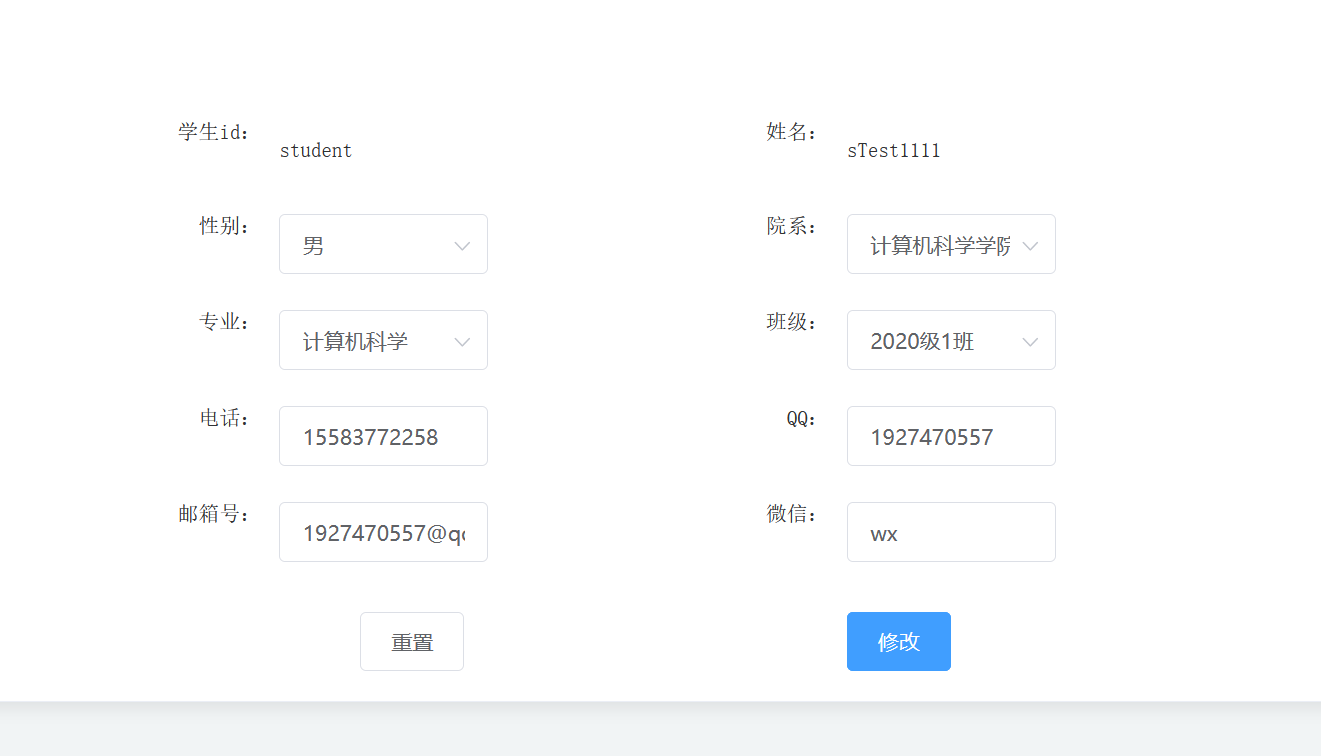 学生id：
student
姓名：
sTest1111
性别：
男
院系：
计算机科学学院
专业：
计算机科学
班级：
2020级1班
电话：
15583772258
QQ：
1927470557
邮箱号：
1927470557@qc
微信：
wx
重置
修改